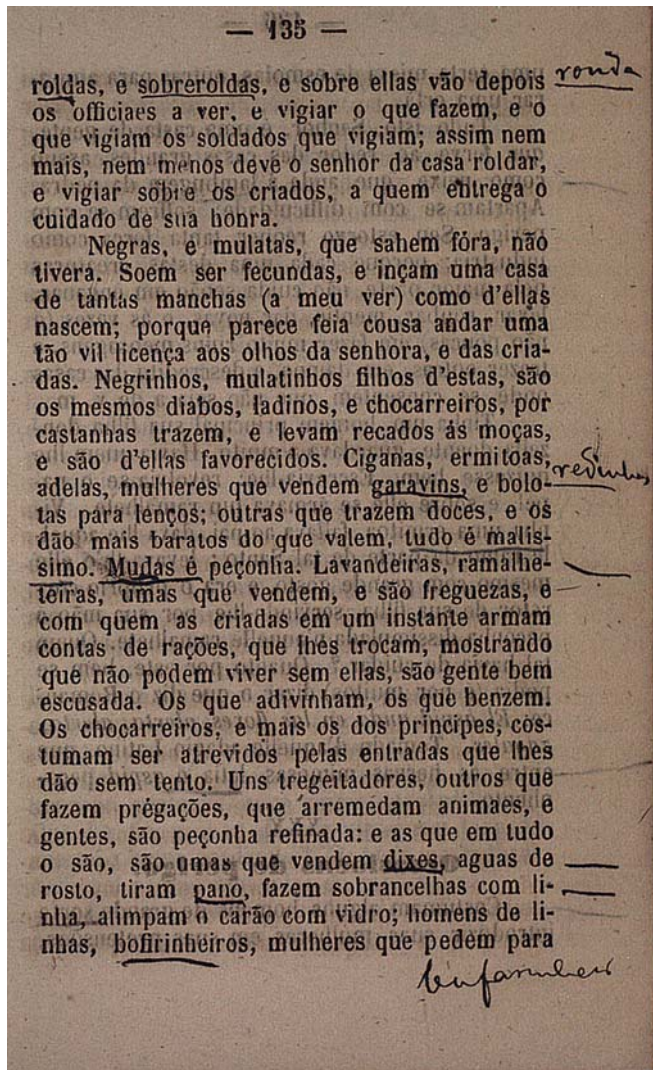 — 135 —
roldas, e sobreroldas, e sobre ellas vão depois
ronda
os officiaes a ver, e vigiar o que fazem, e o
que vigiam os soldados que vigiam; assim nem
mais, nem menos deve o senhor da casa roldar,
e vigiar sobre os criados, a quem entrega o
cuidado de sua honra.
Negras, e mulatas, que sahem fóra, não
tivera. Soem ser fecundas, e inçam uma casa
de tantas manchas (a meu ver) como d'ellas
nascem; porque parece feia cousa andar uma
tão vil licença aos olhos da senhora, e das cria-
das. Negrinhos, mulatinhos filhos d'estas, são
os mesmos diabos, ladinos, e chocarreiros, por
castanhas trazem, e levam recados ás moças,
e são d'ellas favorecidos. Ciganas, ermitoas,
redinhas
adelas, mulheres que vendem garavins, e bolo-
tas para lenços; outras que trazem doces, e os
dão mais baratos do que valem, tudo é malis-
simo. Mudas é peçonha. Lavandeiras, ramalhe-
teiras, umas que vendem, e são freguezas, e
com quem as criadas em um instante armam
contas de rações, que lhes trocam, mostrando
que não podem viver sem ellas, são gente bem
escusada. Os que adivinham, os que benzem.
Os chocarreiros, e mais os dos principes, cos-
tumam ser atrevidos pelas entradas que lhes
dão sem tento. Uns tregeitadores, outros que
fazem prégações, que arremedam animaes, e
gentes, são peçonha refinada: e as que em tudo
o são, são umas que vendem dixes, aguas de
rosto, tiram pano, fazem sobrancelhas com li-
nha, alimpam o carão com vidro; homens de li-
nhas, bofirinheiros, mulheres que pedem para
bufarinheiro